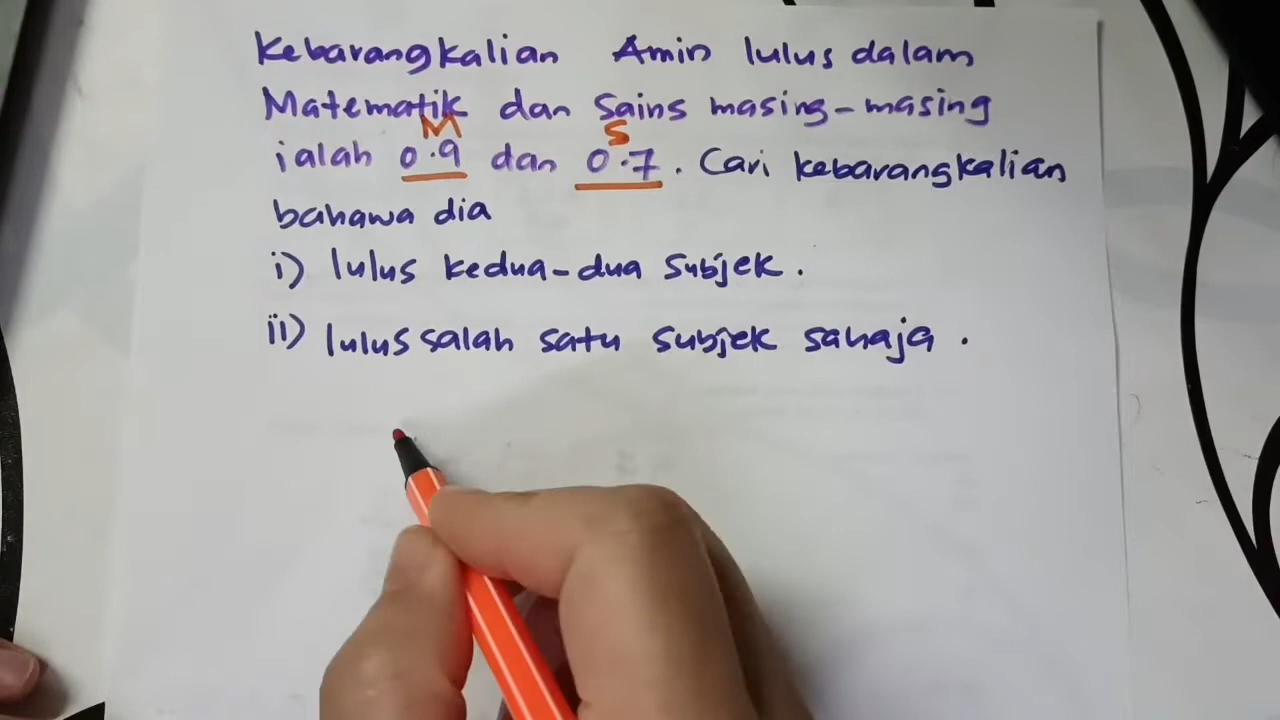 Kebarangkalian Amin lulus dalam
Matematik dan Sains masing-masing
M S
ialah 0.9 dan 0.7. Cari kebarangkalian
bahawa dia
i) lulus kedua-dua subjek.
ii) lulus salah satu subjek sahaja.